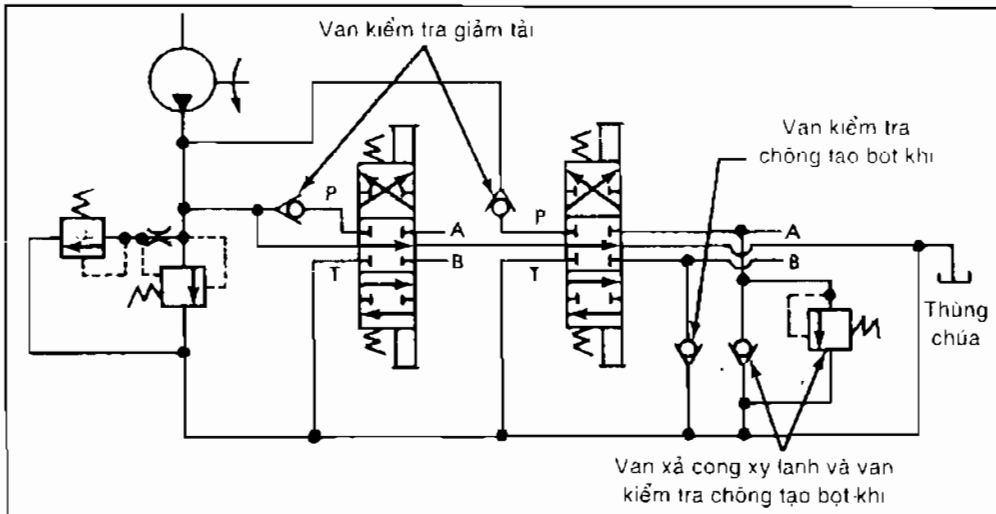 Van kiểm tra giảm tải
Van kiểm tra
chống tạo bọt khí
P
A
B
T
P
A
B
T
Thùng
chứa
Van xả cổng xy lanh và van
kiểm tra chống tạo bọt khí